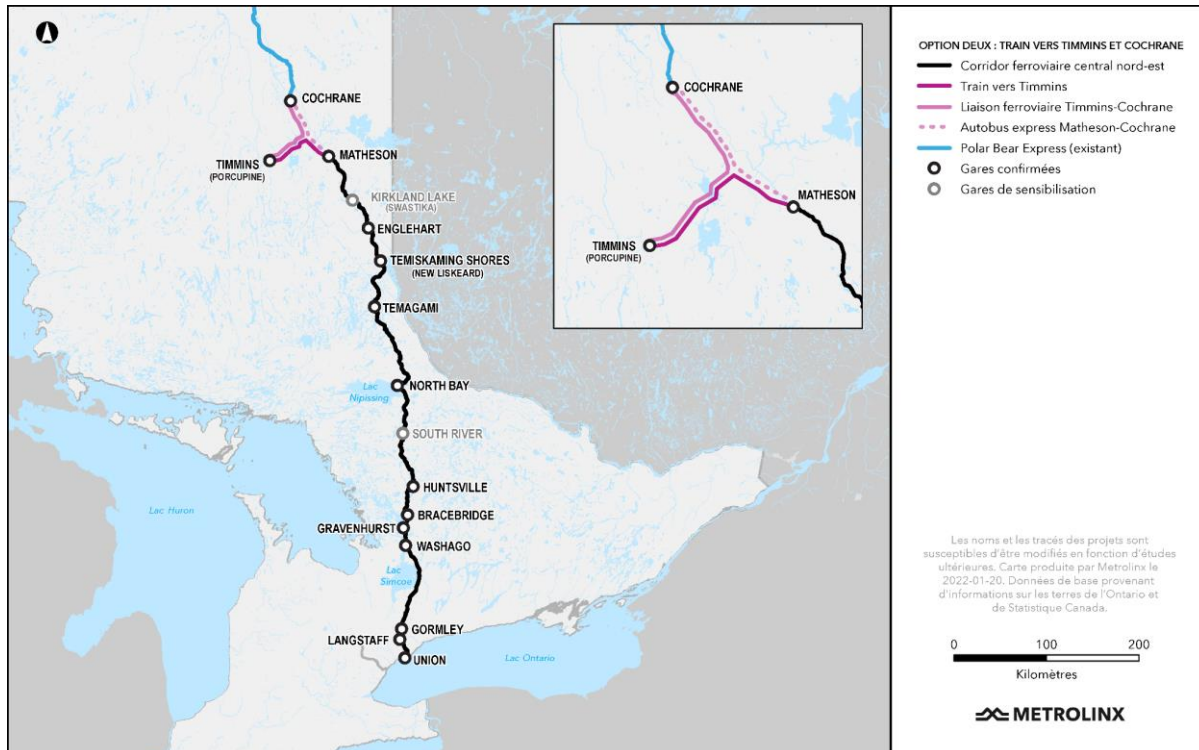 COCHRANE
TIMMINS
(PORCUPINE)
MATHESON
KIRKLAND LAKE
(SWASTIKA)
ENGLEHART
TEMISKAMING SHORES
(NEW LISKEARD)
TEMAGAMI
Lac
Nipissing
NORTH BAY
SOUTH RIVER
HUNTSVILLE
BRACEBRIDGE
GRAVENHURST
WASHAGO
Lac Huron
Lac
Simcoe
GORMLEY
LANGSTAFF
UNION
Lac Ontario
COCHRANE
MATHESON
TIMMINS
(PORCUPINE)
OPTION DEUX : TRAIN VERS TIMMINS ET COCHRANE
Corridor ferroviaire central nord-est
Train vers Timmins
Liaison ferroviaire Timmins-Cochrane
Autobus express Matheson-Cochrane
Polar Bear Express (existant)
Gares confirmées
Gares de sensibilisation
Les noms et les tracés des projets sont
susceptibles d'être modifiés en fonction d'études
ultérieures. Carte produite par Metrolinx le
2022-01-20. Données de base provenant
d'informations sur les terres de l'Ontario et
de Statistique Canada.
0 100 200
Kilomètres
METROLINX